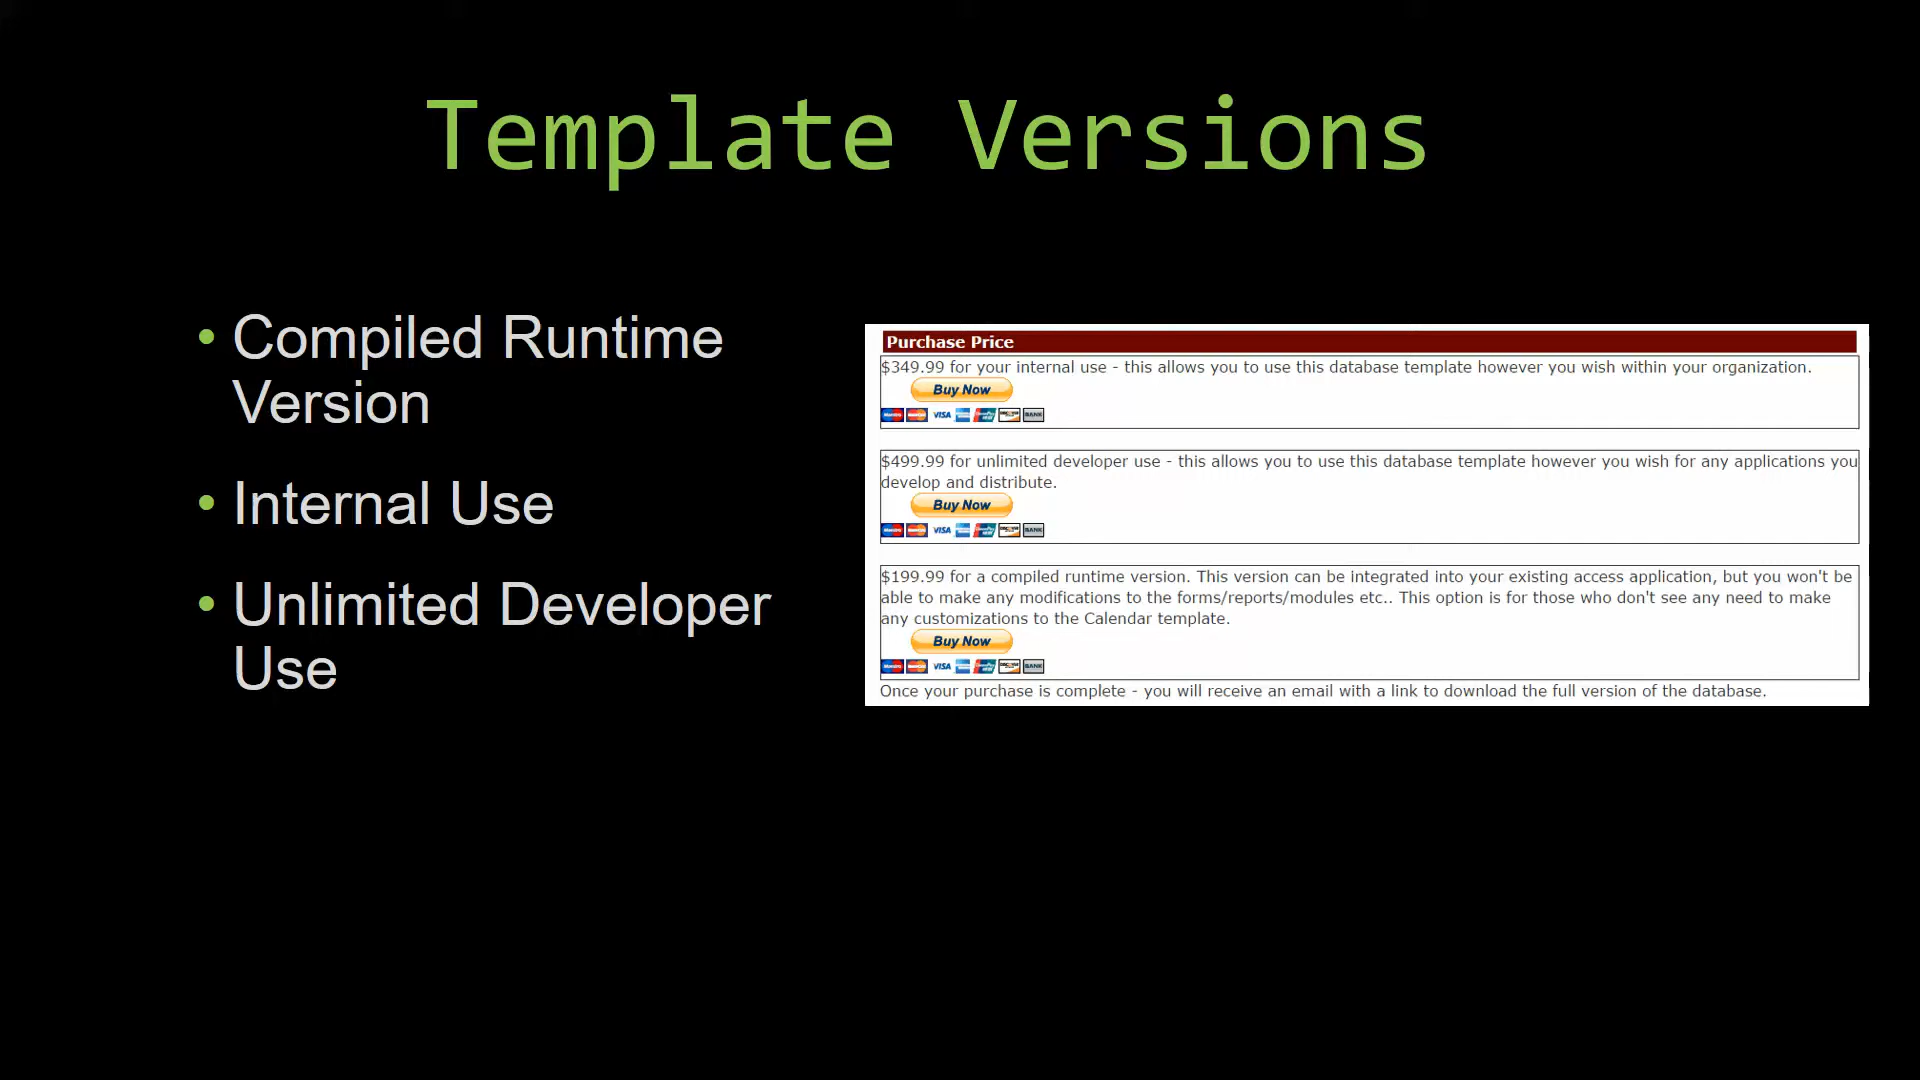 Template Versions
• Compiled Runtime
Version
• Internal Use
• Unlimited Developer
Use
Purchase Price
$349.99 for your internal use - this allows you to use this database template however you wish within your organization.
Buy Now
VISA BANK
$499.99 for unlimited developer use - this allows you to use this database template however you wish for any applications you
develop and distribute.
Buy Now
VISA BANK
$199.99 for a compiled runtime version. This version can be integrated into your existing access application, but you won't be
able to make any modifications to the forms/reports/modules etc.. This option is for those who don't see any need to make
any customizations to the Calendar template.
Buy Now
VISA BANK
Once your purchase is complete - you will receive an email with a link to download the full version of the database.